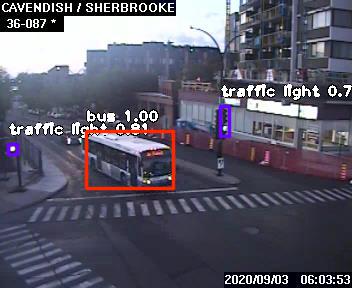 CAVENDISH / SHERBROOKE
36-087 *
traffic light 0.7
bus 1.00
traffic light 0.81
2020/09/03 06:03:53